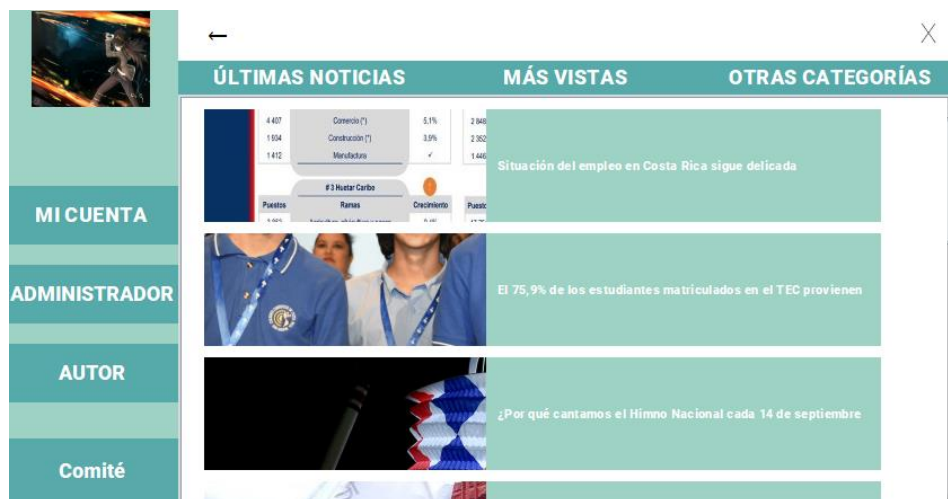 ←
X
ÚLTIMAS NOTICIAS MÁS VISTAS OTRAS CATEGORÍAS
MI CUENTA
ADMINISTRADOR
AUTOR
Comité
4 407 Comercio (*) 5,1%
1 934 Construcción (*) 3,9% 2 352
1 412 Manufactura ✓
# 3 Huetar Caribe
Puestos Ramas Crecimiento
Situación del empleo en Costa Rica sigue delicada
El 75,9% de los estudiantes matriculados en el TEC provienen
¿Por qué cantamos el Himno Nacional cada 14 de septiembre